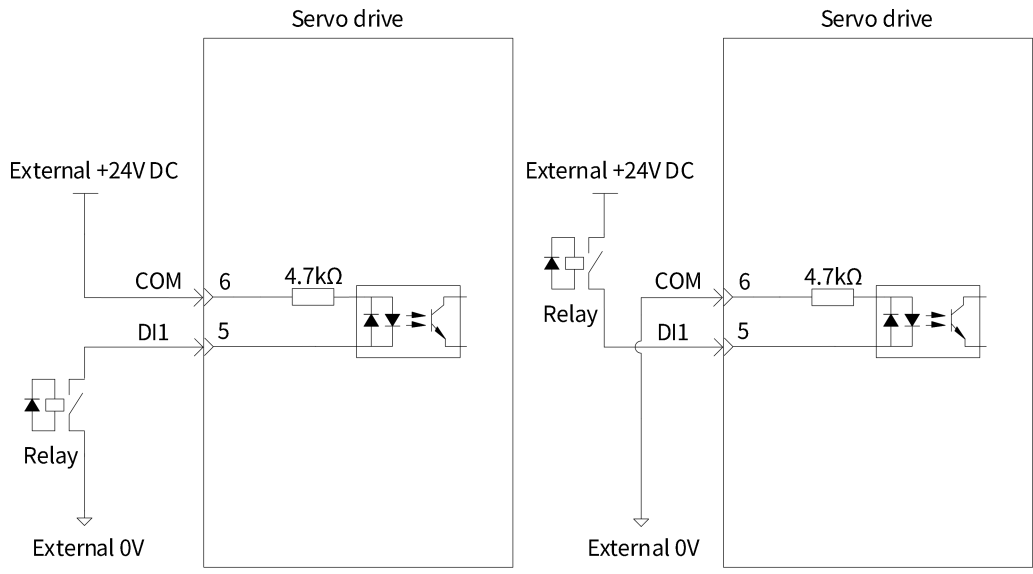 Servo drive
External +24V DC
COM
6
4.7kΩ
DI1
5
Relay
External 0V
Servo drive
External +24V DC
Relay
COM
6
4.7kΩ
DI1
5
External 0V